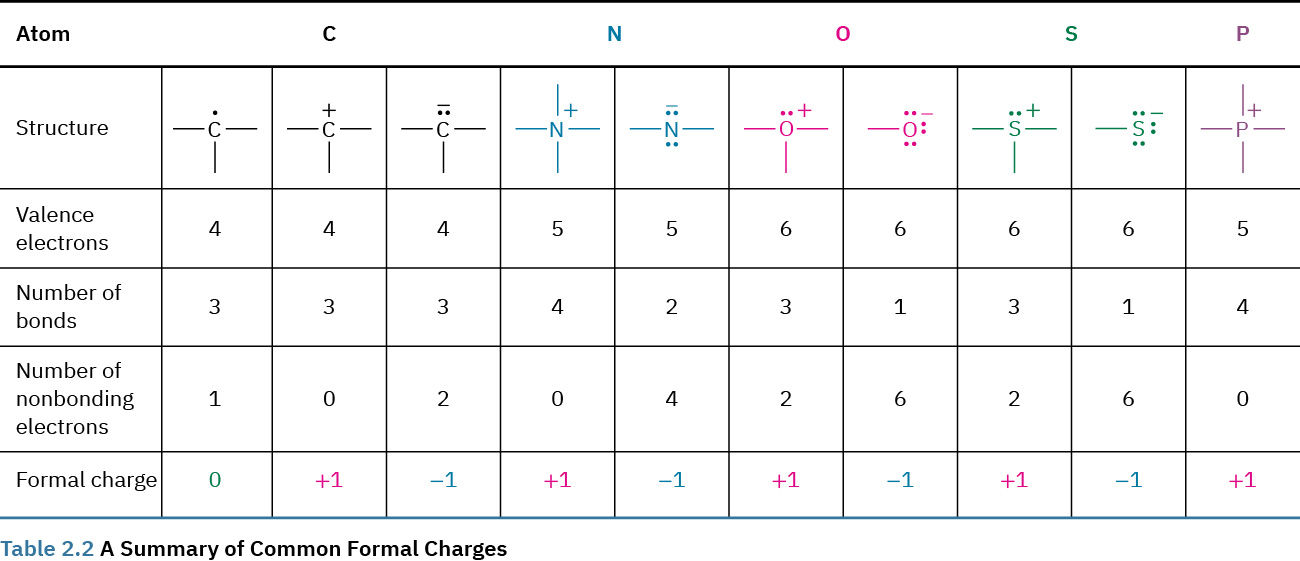 Atom C N O S P
Structure —C— —C— + —C— − —N— + —N— − —O— + —O − —S— + —S − —P— +
Valence
electrons 4 4 4 5 5 6 6 6 6 5
Number of
bonds 3 3 3 4 2 3 1 3 1 4
Number of
nonbonding
electrons 1 0 2 0 4 2 6 2 6 0
Formal charge 0 +1 −1 +1 −1 +1 −1 +1 −1 +1
Table 2.2 A Summary of Common Formal Charges